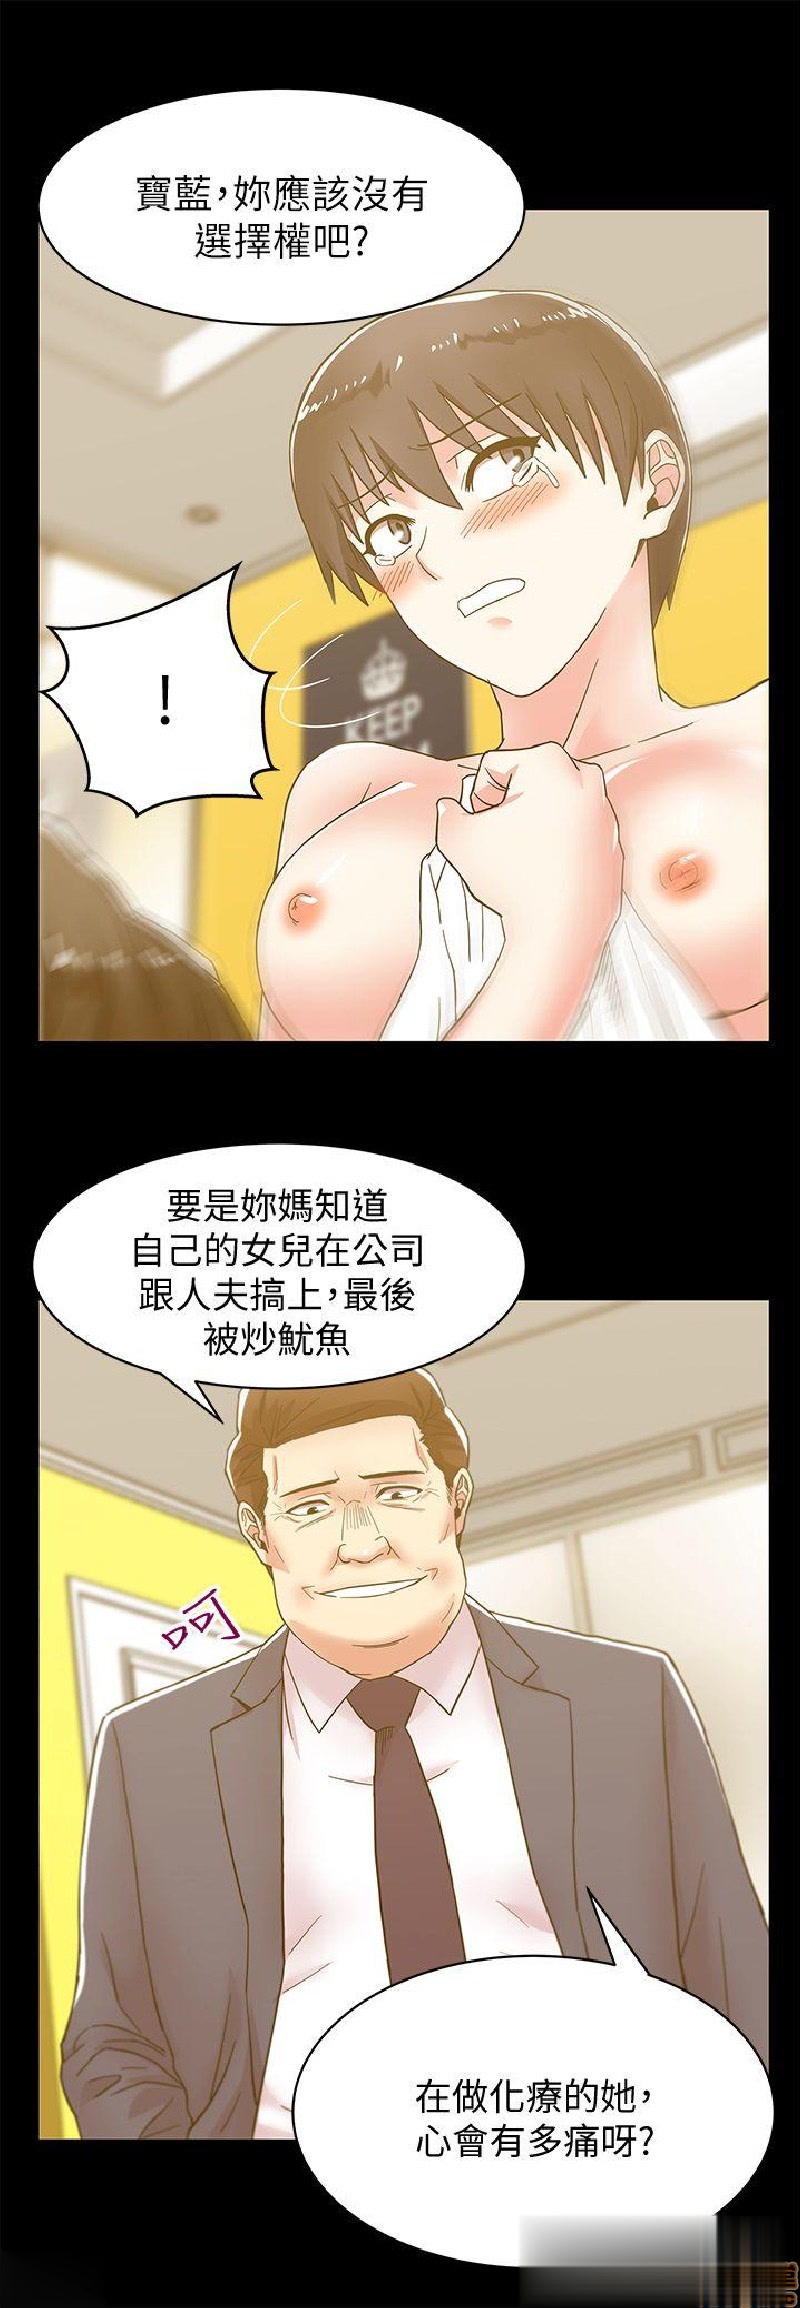 寶藍,妳應該沒有
選擇權吧?
!
KEEP
要是妳媽知道
自己的女兒在公司
跟人夫搞上,最後
被炒魷魚
呵
在做化療的她,
心會有多痛呀?